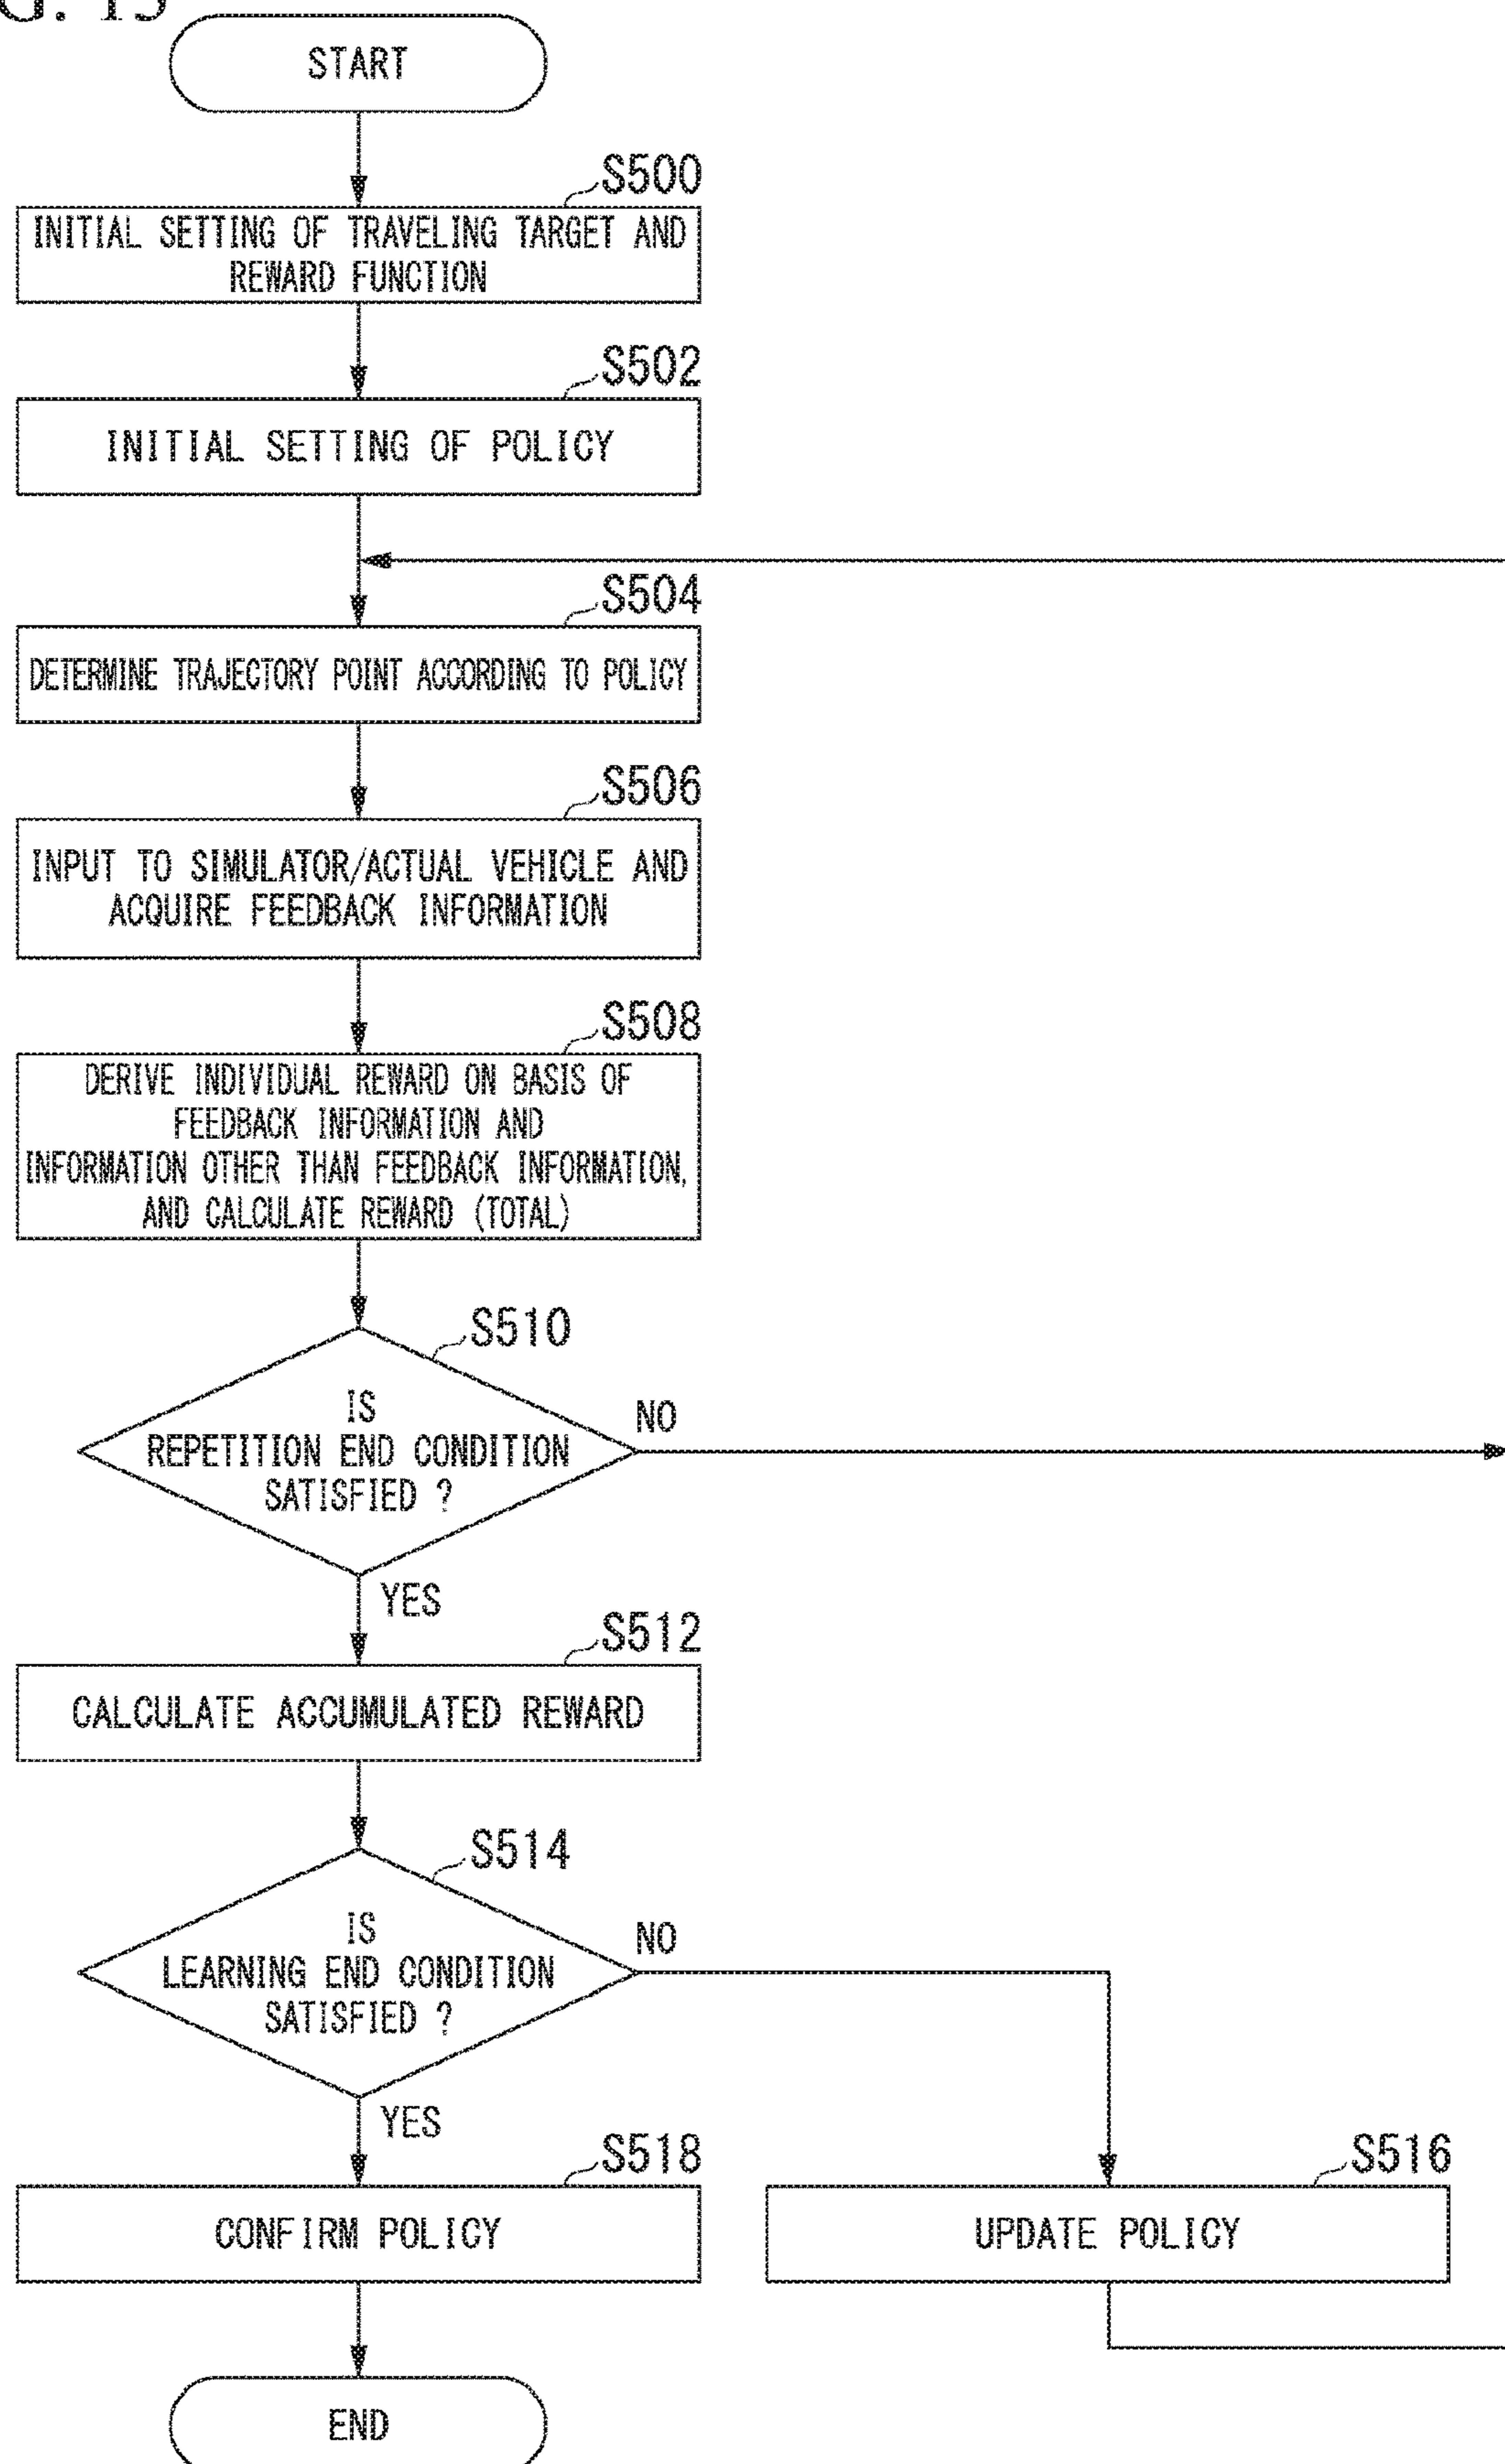 G. 15
START
S500
INITIAL SETTING OF TRAVELING TARGET AND
REWARD FUNCTION
S502
INITIAL SETTING OF POLICY
S504
DETERMINE TRAJECTORY POINT ACCORDING TO POLICY
S506
INPUT TO SIMULATOR/ACTUAL VEHICLE AND
ACQUIRE FEEDBACK INFORMATION
S508
DERIVE INDIVIDUAL REWARD ON BASIS OF
FEEDBACK INFORMATION AND
INFORMATION OTHER THAN FEEDBACK INFORMATION,
AND CALCULATE REWARD (TOTAL)
S510
IS
REPETITION END CONDITION
SATISFIED ?
NO
YES
S512
CALCULATE ACCUMULATED REWARD
S514
IS
LEARNING END CONDITION
SATISFIED ?
NO
YES
S518
CONFIRM POLICY
S516
UPDATE POLICY
END